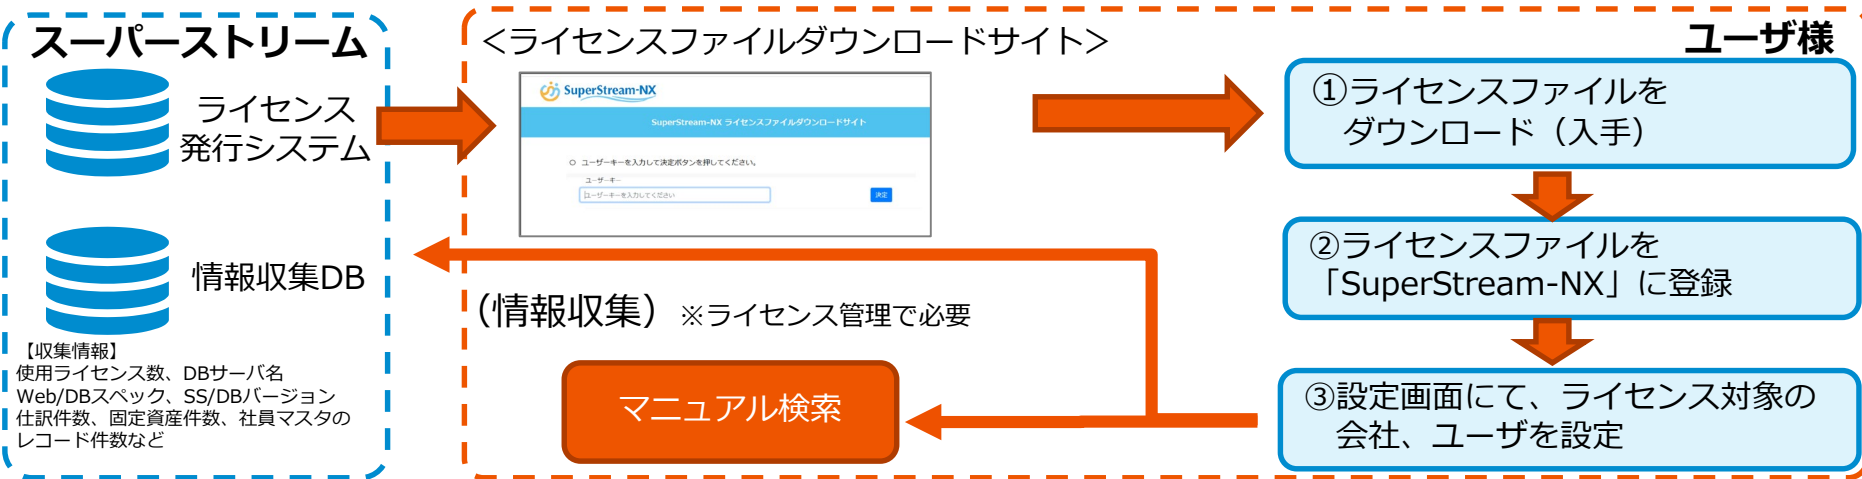 スーパーストリーム
ライセンス
発行システム
情報収集DB
【収集情報】
使用ライセンス数、DBサーバ名
Web/DBスペック、SS/DBバージョン
仕訳件数、固定資産件数、社員マスタの
レコード件数など
＜ライセンスファイルダウンロードサイト＞
SuperStream-NX
SuperStream-NX ライセンスファイルダウンロードサイト
○ ユーザーキーを入力して決定ボタンを押してください。
ユーザーキー
ユーザーキーを入力してください
決定
（情報収集）※ライセンス管理で必要
マニュアル検索
ユーザ様
①ライセンスファイルを
ダウンロード（入手）
②ライセンスファイルを
「SuperStream-NX」に登録
③設定画面にて、ライセンス対象の
会社、ユーザを設定